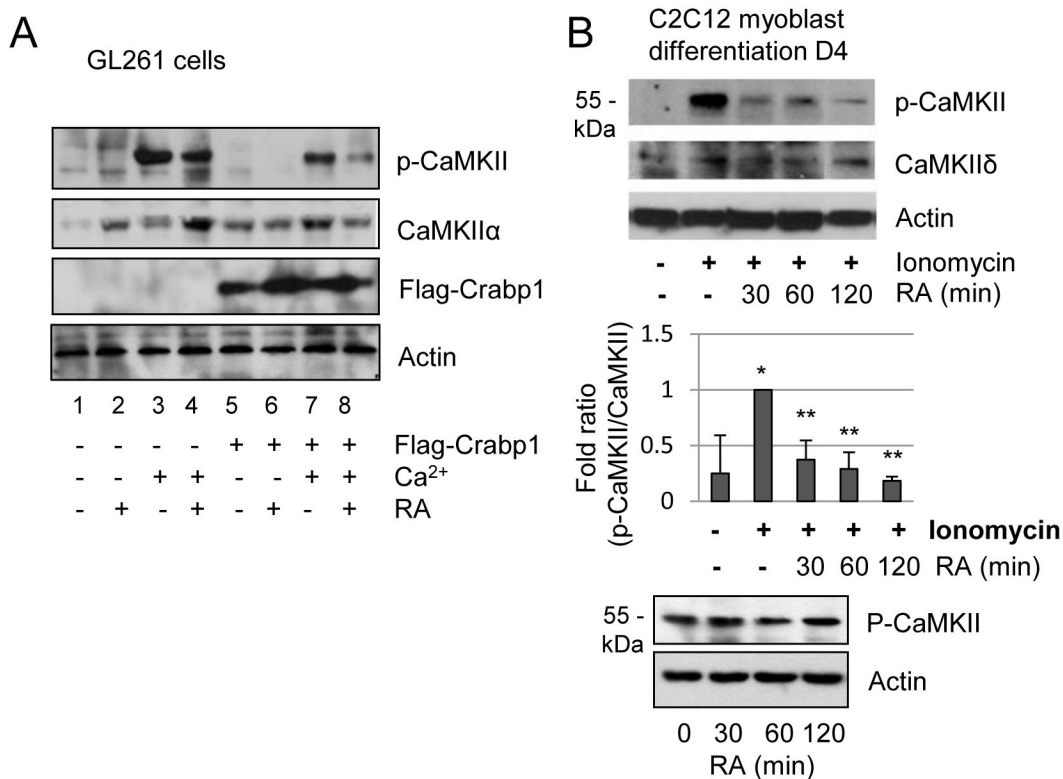 A
GL261 cells
p-CaMKII
CaMKIIα
Flag-Crabp1
Actin
1 2 3 4 5 6 7 8
- - - - + + + + Flag-Crabp1
- - + + - - + + Ca²⁺
- + - + - + - + RA
B
C2C12 myoblast
differentiation D4
55 -
kDa
p-CaMKII
CaMKIIδ
Actin
- + + + + Ionomycin
- - 30 60 120 RA (min)
Fold ratio
(p-CaMKII/CaMKII)
1.5
1
0.5
0
* ** ** **
- + + + + Ionomycin
- - 30 60 120 RA (min)
55 -
kDa
P-CaMKII
Actin
0 30 60 120
RA (min)